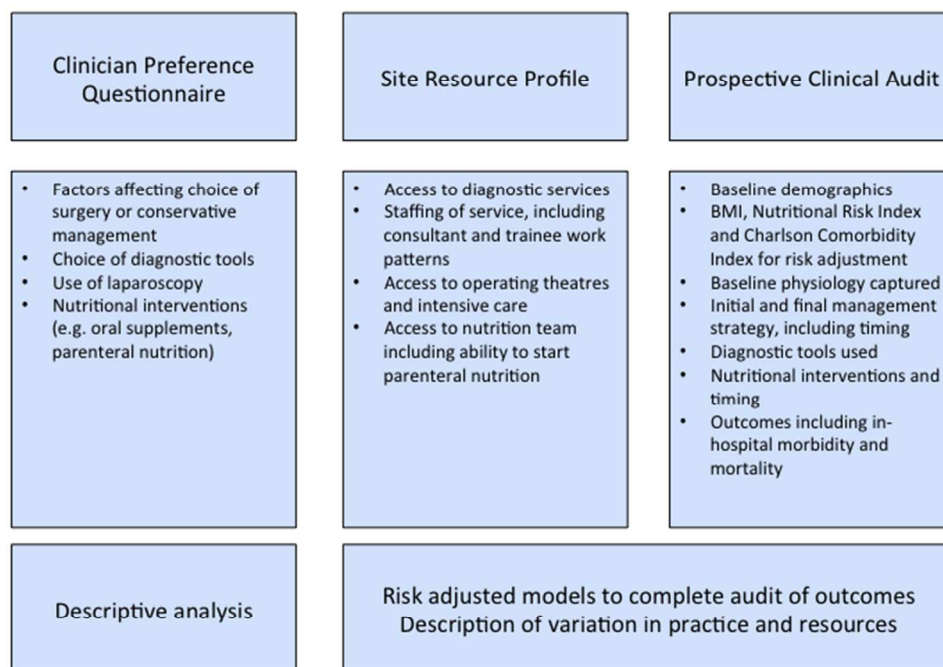 Clinician Preference
Questionnaire
Site Resource Profile
Prospective Clinical Audit
• Factors affecting choice of
surgery or conservative
management
• Choice of diagnostic tools
• Use of laparoscopy
• Nutritional interventions
(e.g. oral supplements,
parenteral nutrition)
• Access to diagnostic services
• Staffing of service, including
consultant and trainee work
patterns
• Access to operating theatres
and intensive care
• Access to nutrition team
including ability to start
parenteral nutrition
• Baseline demographics
• BMI, Nutritional Risk Index
and Charlson Comorbidity
Index for risk adjustment
• Baseline physiology captured
• Initial and final management
strategy, including timing
• Diagnostic tools used
• Nutritional interventions and
timing
• Outcomes including in-
hospital morbidity and
mortality
Descriptive analysis
Risk adjusted models to complete audit of outcomes
Description of variation in practice and resources